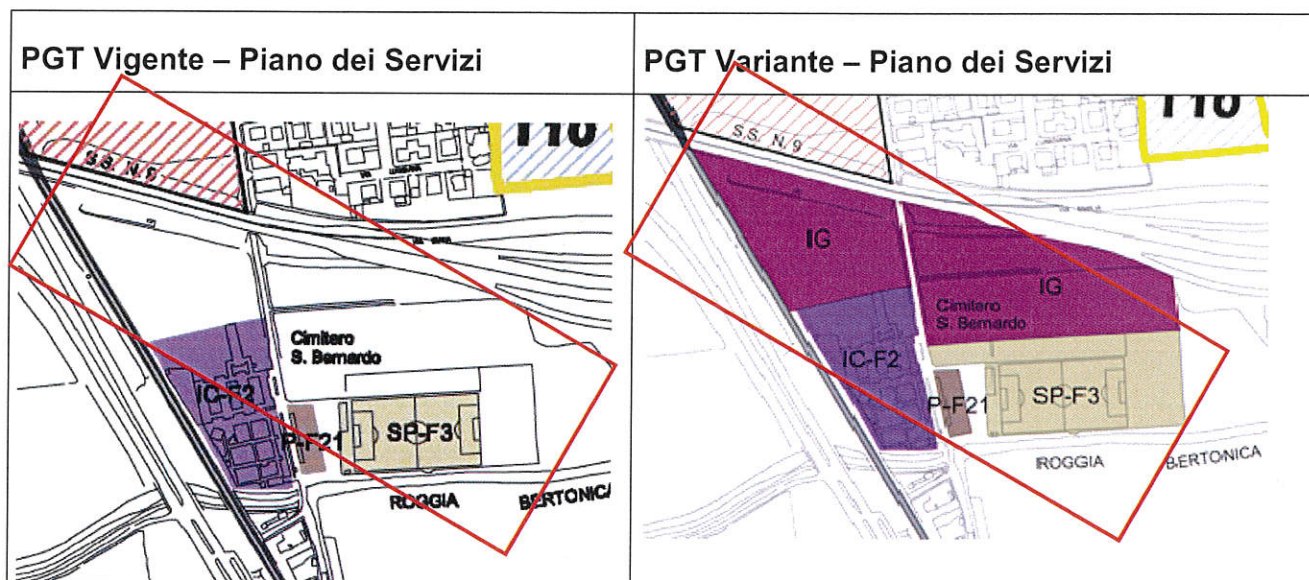 PGT Vigente – Piano dei Servizi
PGT Variante – Piano dei Servizi
S.S. N. 9
Cimitero
S. Bernardo
IC-F2
P-F21
SP-F3
ROGGIA
BERTONICA
S.S. N. 9
IG
IG
Cimitero
S. Bernardo
IC-F2
P-F21
SP-F3
ROGGIA
BERTONICA